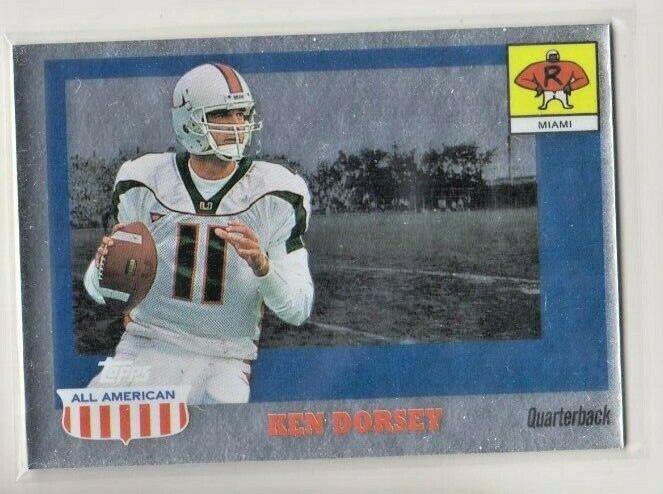 R
MIAMI
U
11
Topps
ALL AMERICAN
KEN DORSEY
Quarterback